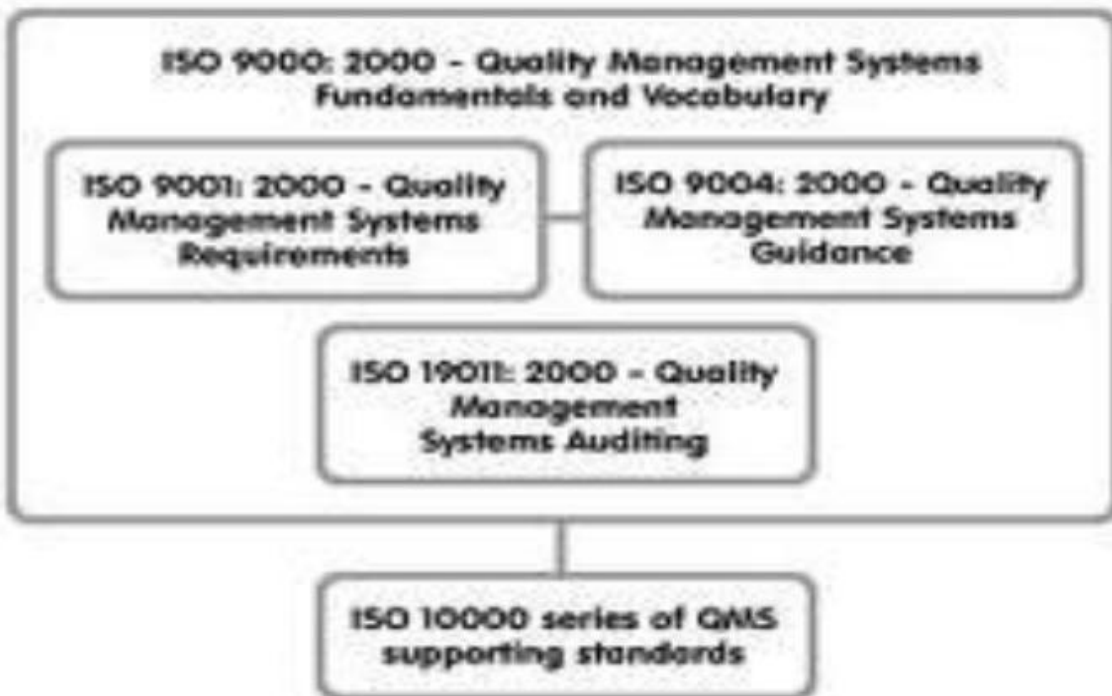 ISO 9000: 2000 - Quality Management Systems
Fundamentals and Vocabulary
ISO 9001: 2000 - Quality
Management Systems
Requirements
ISO 9004: 2000 - Quality
Management Systems
Guidance
ISO 19011: 2000 - Quality
Management
Systems Auditing
ISO 10000 series of QMS
supporting standards